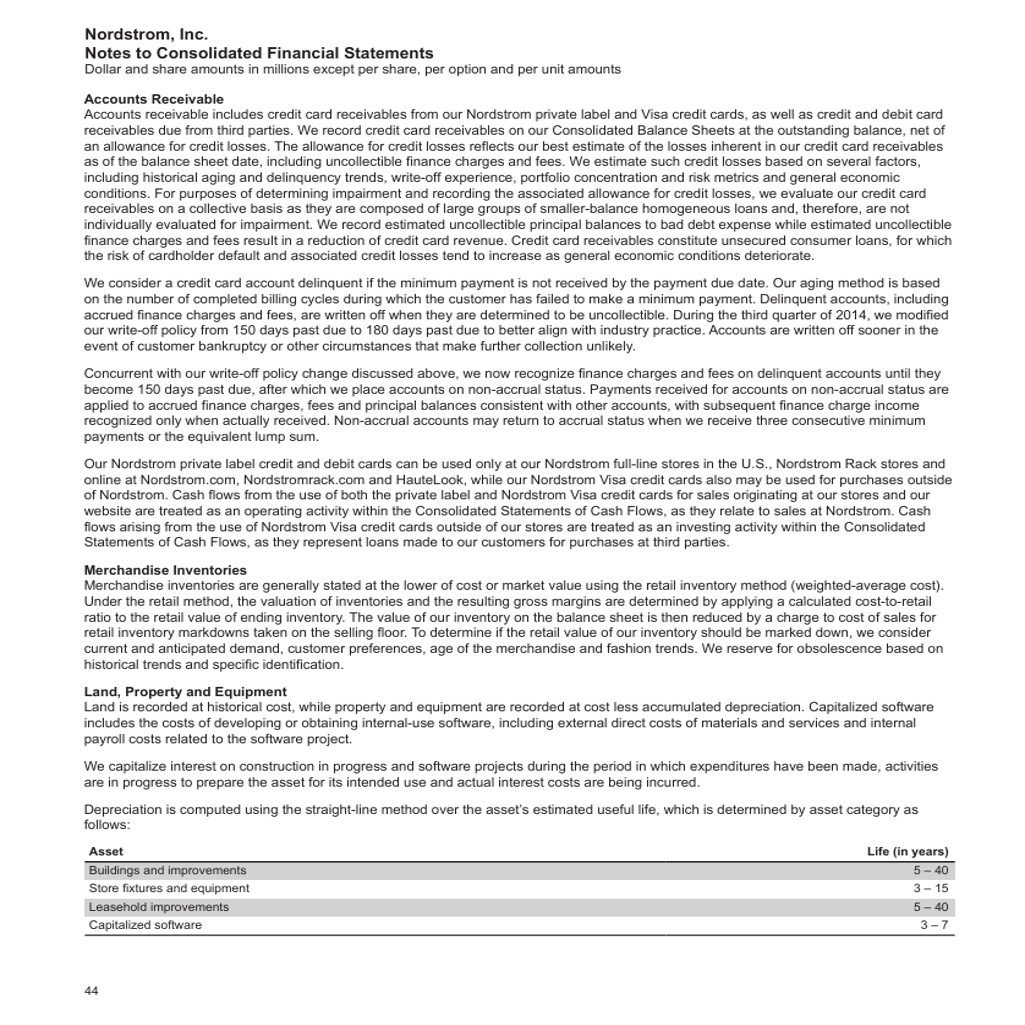 Nordstrom, Inc.
Notes to Consolidated Financial Statements
Dollar and share amounts in millions except per share, per option and per unit amounts
Accounts Receivable
Accounts receivable includes credit card receivables from our Nordstrom private label and Visa credit cards, as well as credit and debit card
receivables due from third parties. We record credit card receivables on our Consolidated Balance Sheets at the outstanding balance, net of
an allowance for credit losses. The allowance for credit losses reflects our best estimate of the losses inherent in our credit card receivables
as of the balance sheet date, including uncollectible finance charges and fees. We estimate such credit losses based on several factors,
including historical aging and delinquency trends, write-off experience, portfolio concentration and risk metrics and general economic
conditions. For purposes of determining impairment and recording the associated allowance for credit losses, we evaluate our credit card
receivables on a collective basis as they are composed of large groups of smaller-balance homogeneous loans and, therefore, are not
individually evaluated for impairment. We record estimated uncollectible principal balances to bad debt expense while estimated uncollectible
finance charges and fees result in a reduction of credit card revenue. Credit card receivables constitute unsecured consumer loans, for which
the risk of cardholder default and associated credit losses tend to increase as general economic conditions deteriorate.
We consider a credit card account delinquent if the minimum payment is not received by the payment due date. Our aging method is based
on the number of completed billing cycles during which the customer has failed to make a minimum payment. Delinquent accounts, including
accrued finance charges and fees, are written off when they are determined to be uncollectible. During the third quarter of 2014, we modified
our write-off policy from 150 days past due to 180 days past due to better align with industry practice. Accounts are written off sooner in the
event of customer bankruptcy or other circumstances that make further collection unlikely.
Concurrent with our write-off policy change discussed above, we now recognize finance charges and fees on delinquent accounts until they
become 150 days past due, after which we place accounts on non-accrual status. Payments received for accounts on non-accrual status are
applied to accrued finance charges, fees and principal balances consistent with other accounts, with subsequent finance charge income
recognized only when actually received. Non-accrual accounts may return to accrual status when we receive three consecutive minimum
payments or the equivalent lump sum.
Our Nordstrom private label credit and debit cards can be used only at our Nordstrom full-line stores in the U.S., Nordstrom Rack stores and
online at Nordstrom.com, Nordstromrack.com and HauteLook, while our Nordstrom Visa credit cards also may be used for purchases outside
of Nordstrom. Cash flows from the use of both the private label and Nordstrom Visa credit cards for sales originating at our stores and our
website are treated as an operating activity within the Consolidated Statements of Cash Flows, as they relate to sales at Nordstrom. Cash
flows arising from the use of Nordstrom Visa credit cards outside of our stores are treated as an investing activity within the Consolidated
Statements of Cash Flows, as they represent loans made to our customers for purchases at third parties.
Merchandise Inventories
Merchandise inventories are generally stated at the lower of cost or market value using the retail inventory method (weighted-average cost).
Under the retail method, the valuation of inventories and the resulting gross margins are determined by applying a calculated cost-to-retail
ratio to the retail value of ending inventory. The value of our inventory on the balance sheet is then reduced by a charge to cost of sales for
retail inventory markdowns taken on the selling floor. To determine if the retail value of our inventory should be marked down, we consider
current and anticipated demand, customer preferences, age of the merchandise and fashion trends. We reserve for obsolescence based on
historical trends and specific identification.
Land, Property and Equipment
Land is recorded at historical cost, while property and equipment are recorded at cost less accumulated depreciation. Capitalized software
includes the costs of developing or obtaining internal-use software, including external direct costs of materials and services and internal
payroll costs related to the software project.
We capitalize interest on construction in progress and software projects during the period in which expenditures have been made, activities
are in progress to prepare the asset for its intended use and actual interest costs are being incurred.
Depreciation is computed using the straight-line method over the asset’s estimated useful life, which is determined by asset category as
follows:
Asset Life (in years)
Buildings and improvements 5 – 40
Store fixtures and equipment 3 – 15
Leasehold improvements 5 – 40
Capitalized software 3 – 7
44